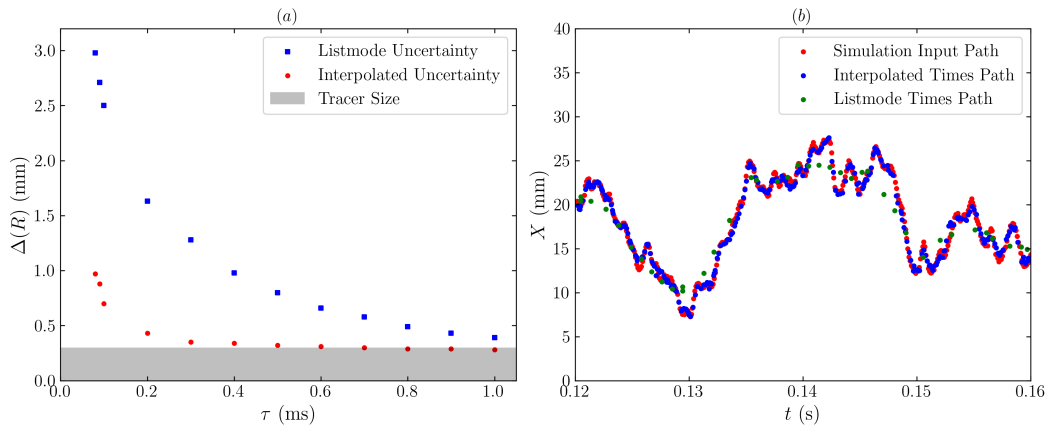 (a)
Listmode Uncertainty
Interpolated Uncertainty
Tracer Size
Δ(R) (mm)
3.0
2.5
2.0
1.5
1.0
0.5
0.0
0.0 0.2 0.4 0.6 0.8 1.0
τ (ms)
(b)
Simulation Input Path
Interpolated Times Path
Listmode Times Path
X (mm)
40
35
30
25
20
15
10
5
0
0.12 0.13 0.14 0.15 0.16
t (s)